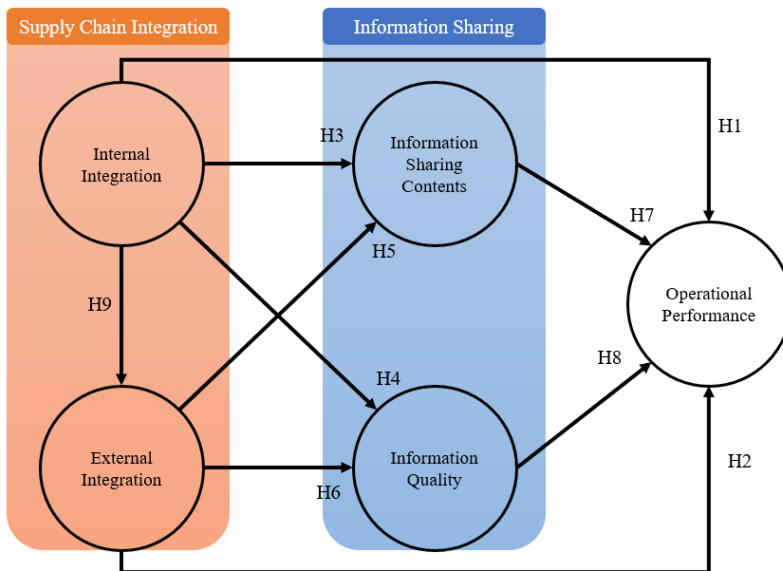 Supply Chain Integration
Information Sharing
Internal
Integration
H3
Information
Sharing
Contents
H1
H7
H5
H9
Operational
Performance
H4
H8
External
Integration
H6
Information
Quality
H2